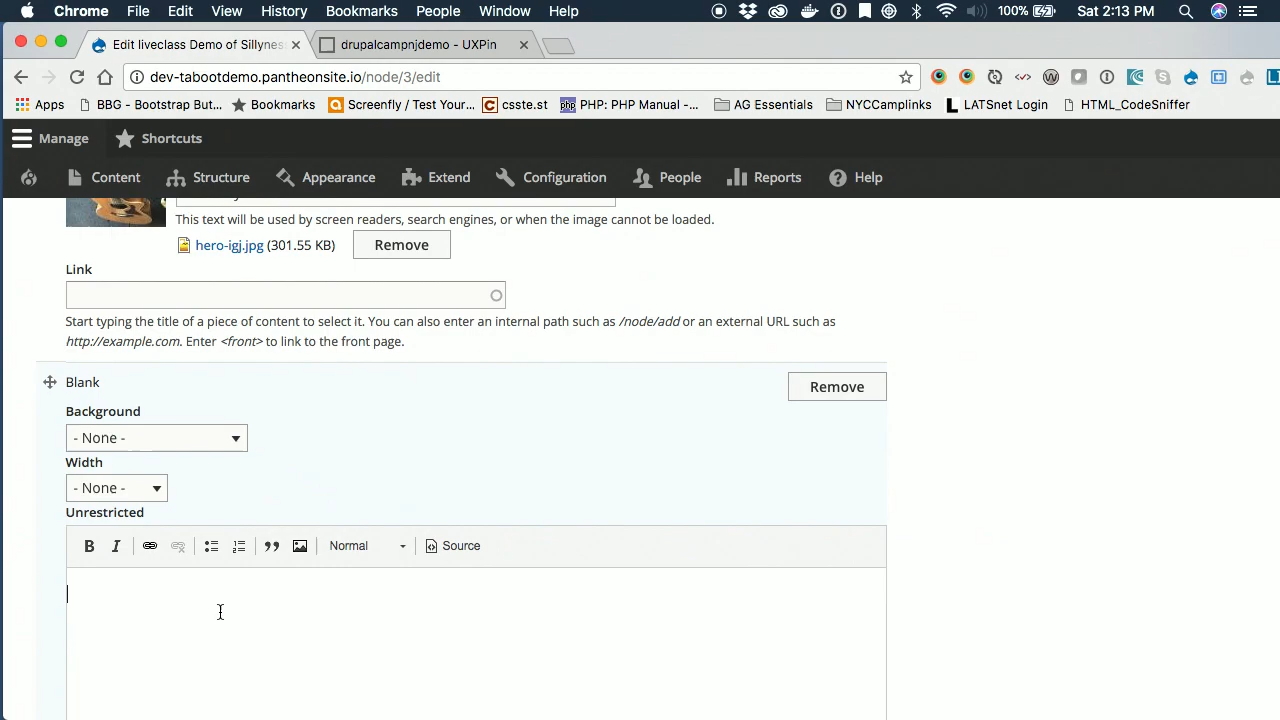 Chrome File Edit View History Bookmarks People Window Help 100% Sat 2:13 PM
Edit liveclass Demo of Sillynes drupalcampnjdemo - UXPin
dev-tabootdemo.pantheonsite.io/node/3/edit
Apps BBG - Bootstrap But... Bookmarks Screenfly / Test Your... csste.st PHP: PHP Manual -... AG Essentials NYCCamplinks LATSnet Login HTML_CodeSniffer
Manage Shortcuts
Content Structure Appearance Extend Configuration People Reports Help
This text will be used by screen readers, search engines, or when the image cannot be loaded.
hero-igj.jpg (301.55 KB) Remove
Link
Start typing the title of a piece of content to select it. You can also enter an internal path such as /node/add or an external URL such as
http://example.com. Enter <front> to link to the front page.
Blank Remove
Background
- None -
Width
- None -
Unrestricted
B I Normal Source